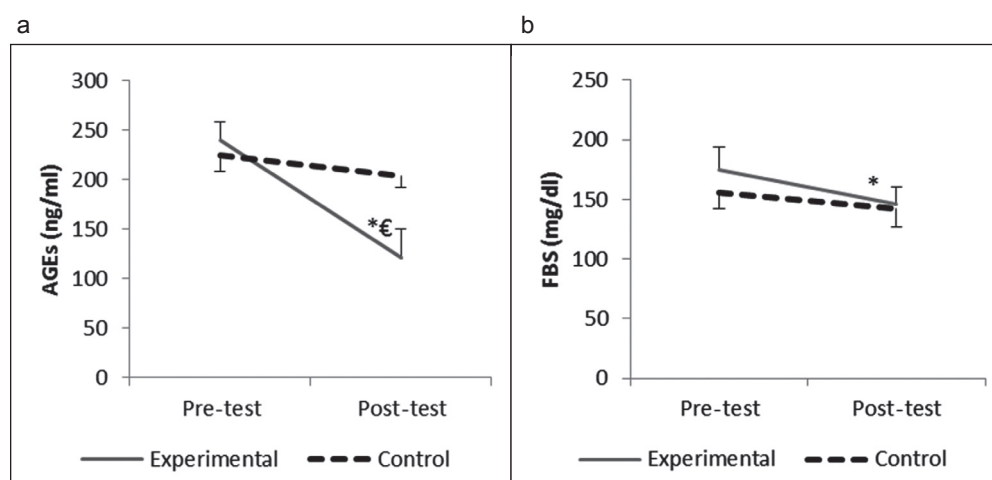 a
300
250
200
150
100
50
0
AGEs (ng/ml)
*€
Pre-test Post-test
Experimental Control
b
250
200
150
100
50
0
FBS (mg/dl)
*
Pre-test Post-test
Experimental Control